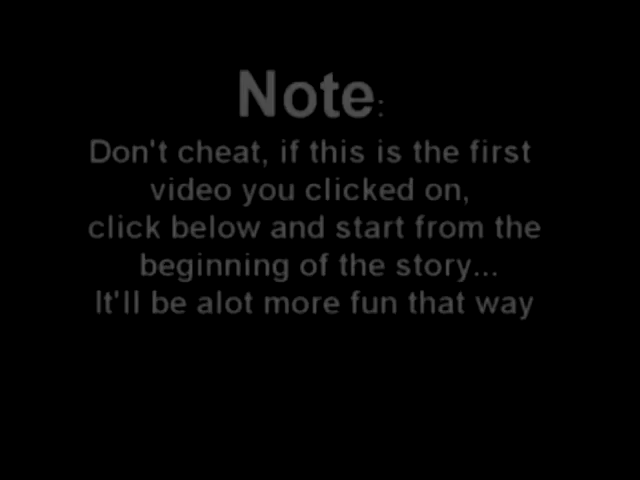 Note:
Don't cheat, if this is the first
video you clicked on,
click below and start from the
beginning of the story...
It'll be alot more fun that way